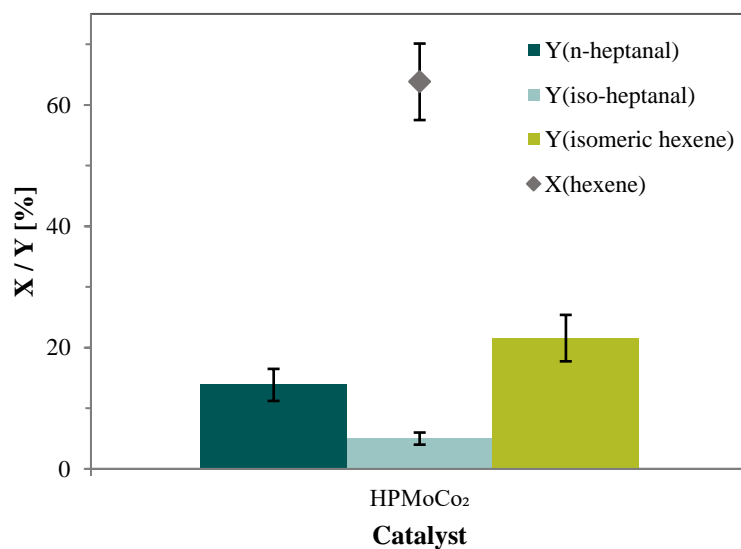 X / Y [%]
60
40
20
0
Y(n-heptanal)
Y(iso-heptanal)
Y(isomeric hexene)
X(hexene)
HPMoCo₂
Catalyst